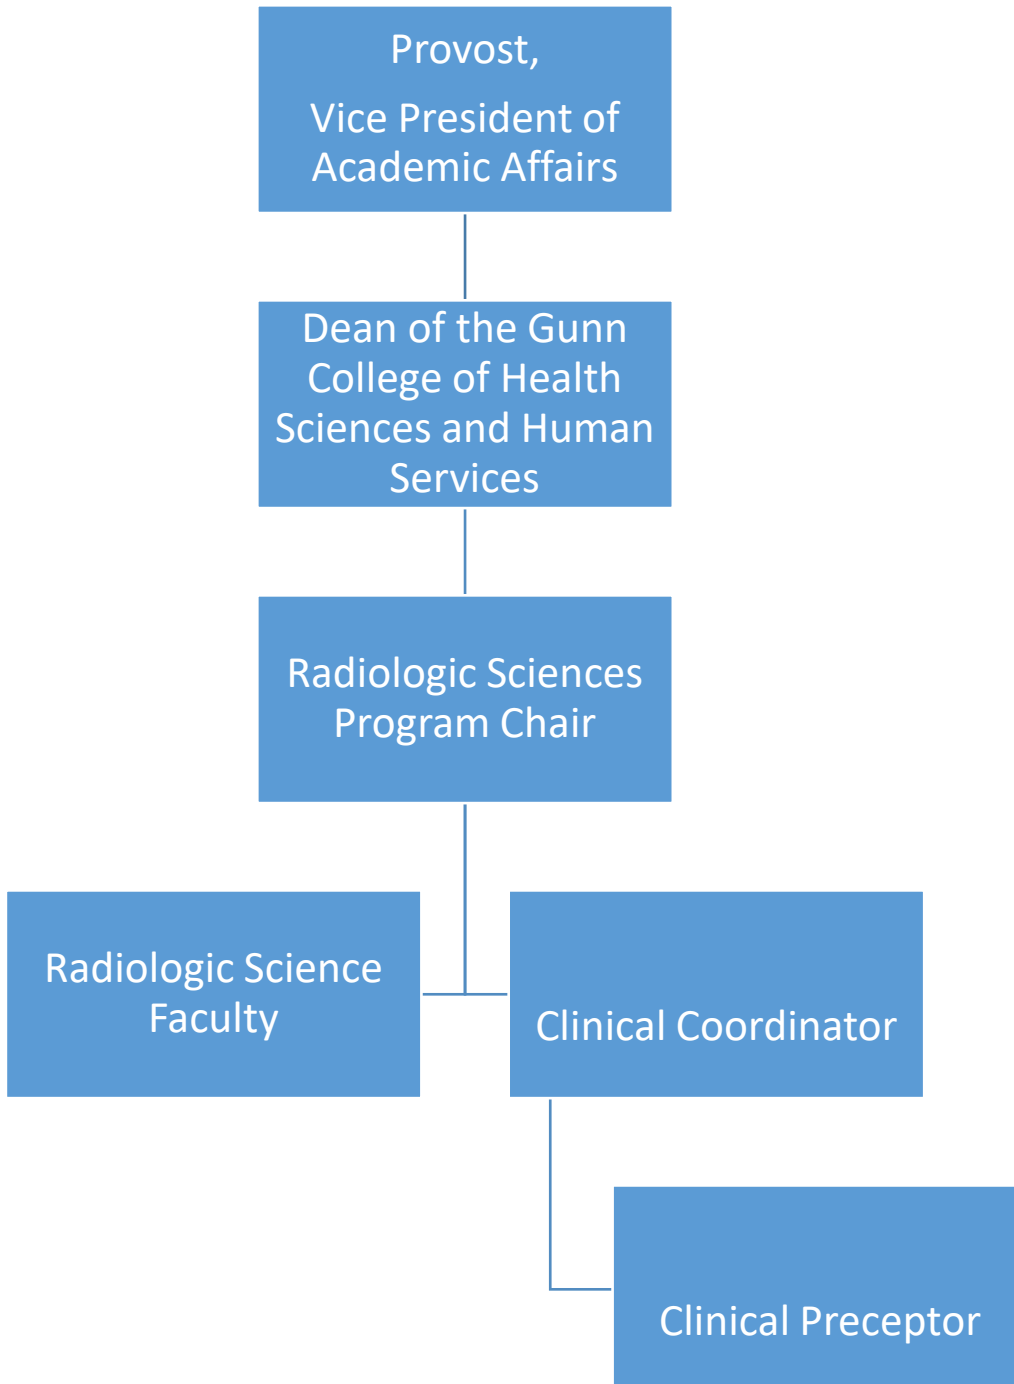 Provost,
Vice President of
Academic Affairs
Dean of the Gunn
College of Health
Sciences and Human
Services
Radiologic Sciences
Program Chair
Radiologic Science
Faculty
Clinical Coordinator
Clinical Preceptor